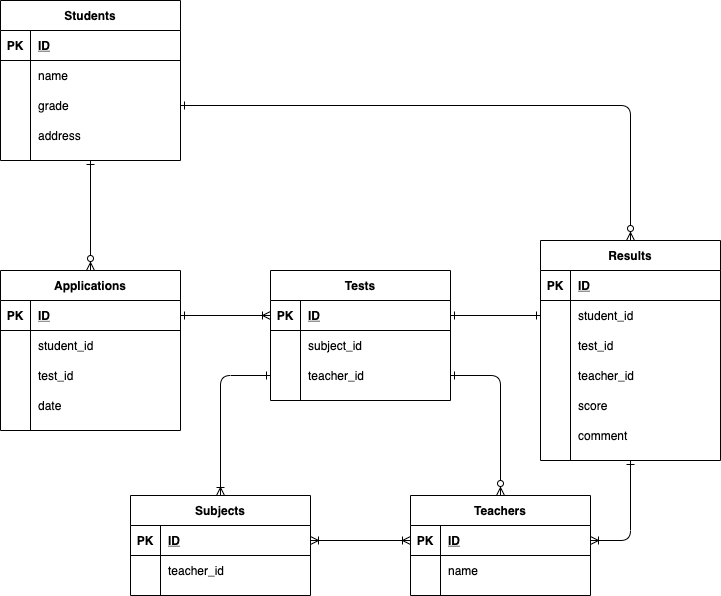 Students
PK ID
name
grade
address
Applications
PK ID
student_id
test_id
date
Tests
PK ID
subject_id
teacher_id
Results
PK ID
student_id
test_id
teacher_id
score
comment
Subjects
PK ID
teacher_id
Teachers
PK ID
name